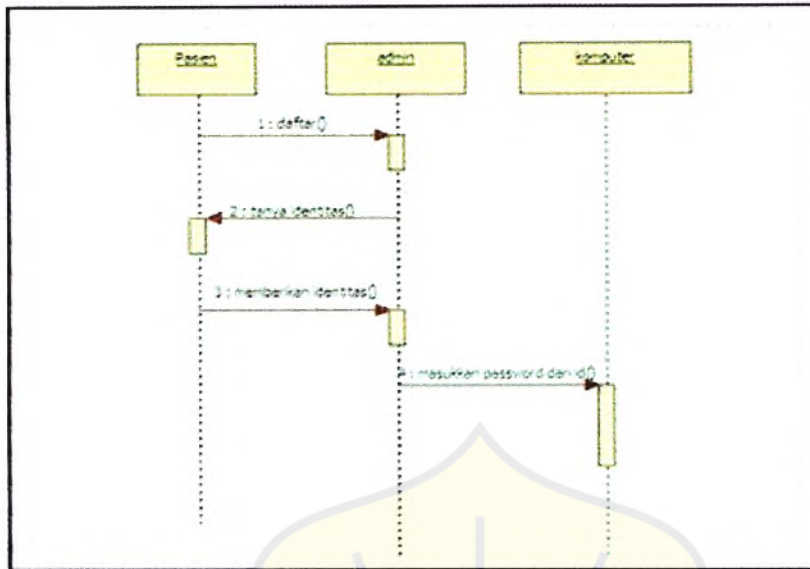 Pasien
admin
komputer
1 : daftar()
2 : tanya identitas()
3 : memberikan identitas()
4 : masukkan password dan id()